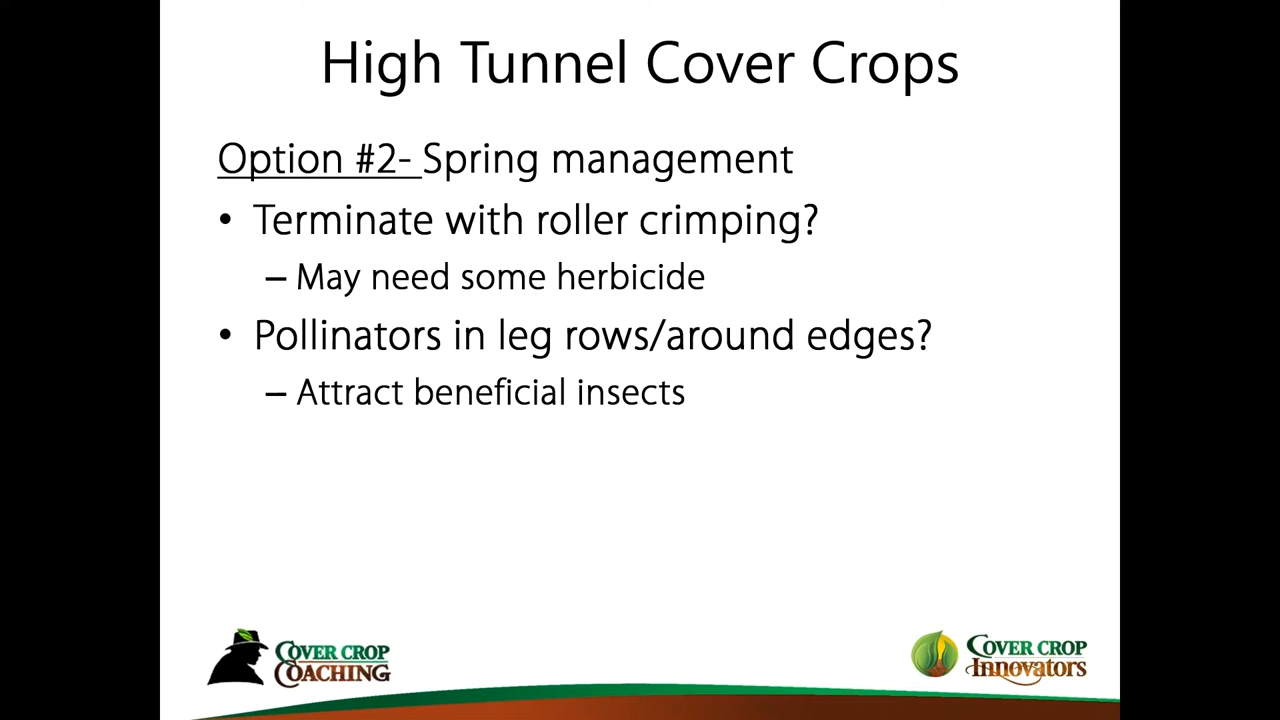 High Tunnel Cover Crops
Option #2- Spring management
• Terminate with roller crimping?
– May need some herbicide
• Pollinators in leg rows/around edges?
– Attract beneficial insects
COVER CROP
COACHING
COVER CROP
Innovators